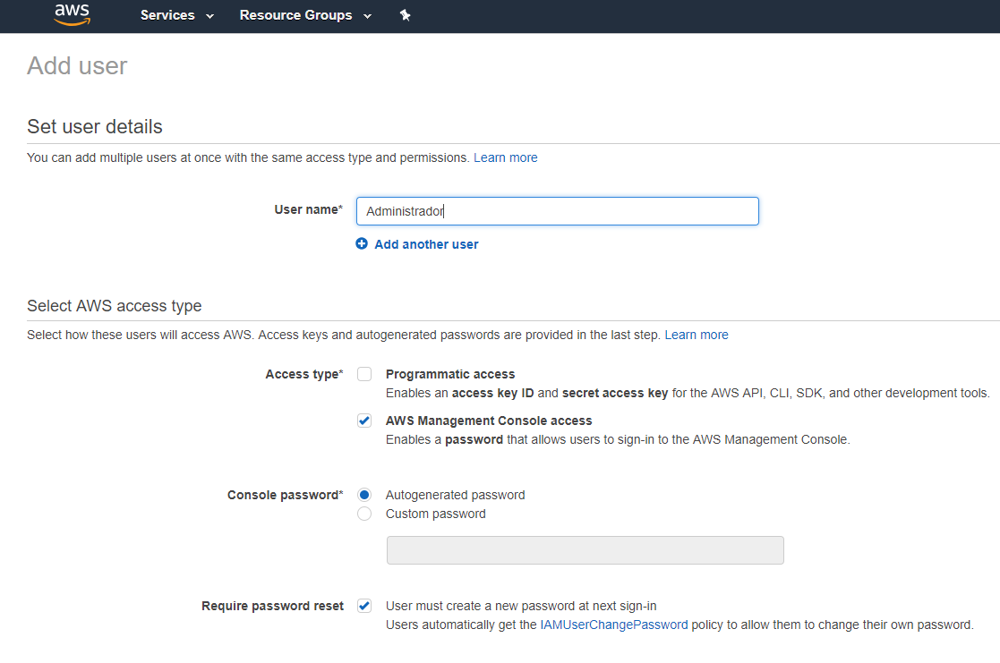 aws Services Resource Groups
Add user
Set user details
You can add multiple users at once with the same access type and permissions. Learn more
User name* Administrador
Add another user
Select AWS access type
Select how these users will access AWS. Access keys and autogenerated passwords are provided in the last step. Learn more
Access type* Programmatic access
Enables an access key ID and secret access key for the AWS API, CLI, SDK, and other development tools.
AWS Management Console access
Enables a password that allows users to sign-in to the AWS Management Console.
Console password* Autogenerated password
Custom password
Require password reset User must create a new password at next sign-in
Users automatically get the IAMUserChangePassword policy to allow them to change their own password.